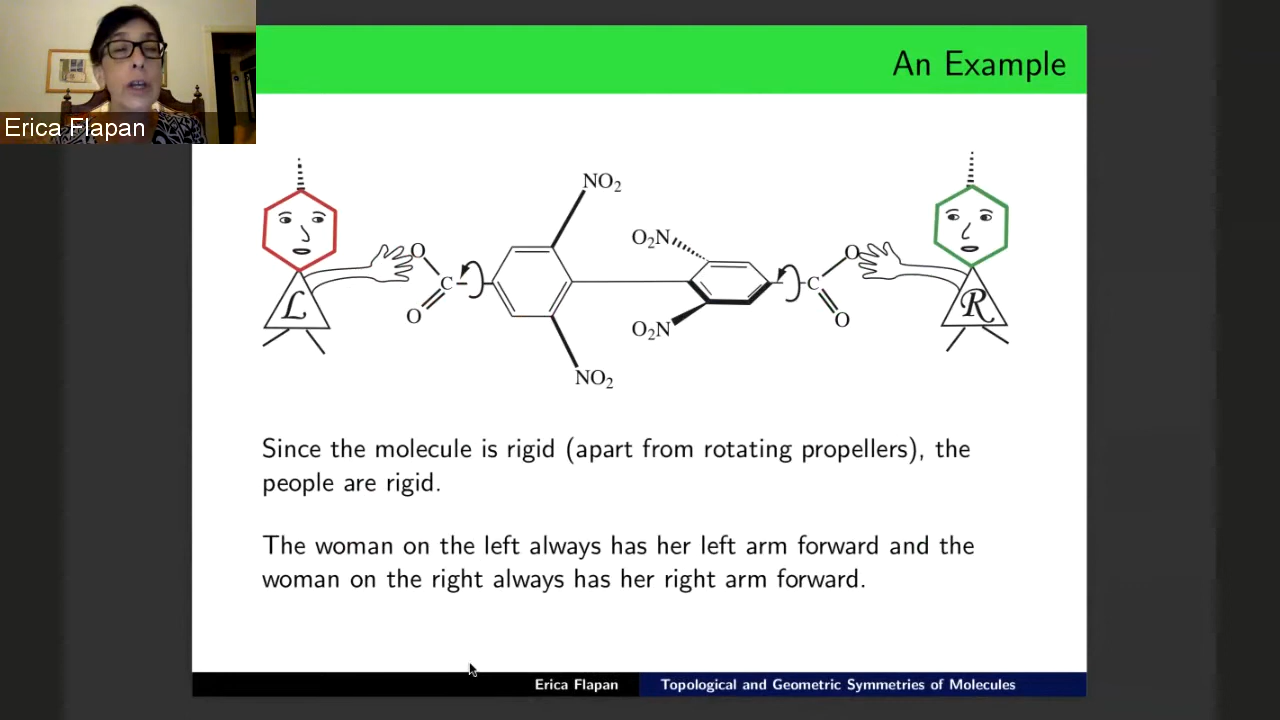 An Example
Erica Flapan
NO₂
O₂N
O
O
C
C
L
R
O
O
O₂N
NO₂
Since the molecule is rigid (apart from rotating propellers), the
people are rigid.
The woman on the left always has her left arm forward and the
woman on the right always has her right arm forward.
Erica Flapan
Topological and Geometric Symmetries of Molecules